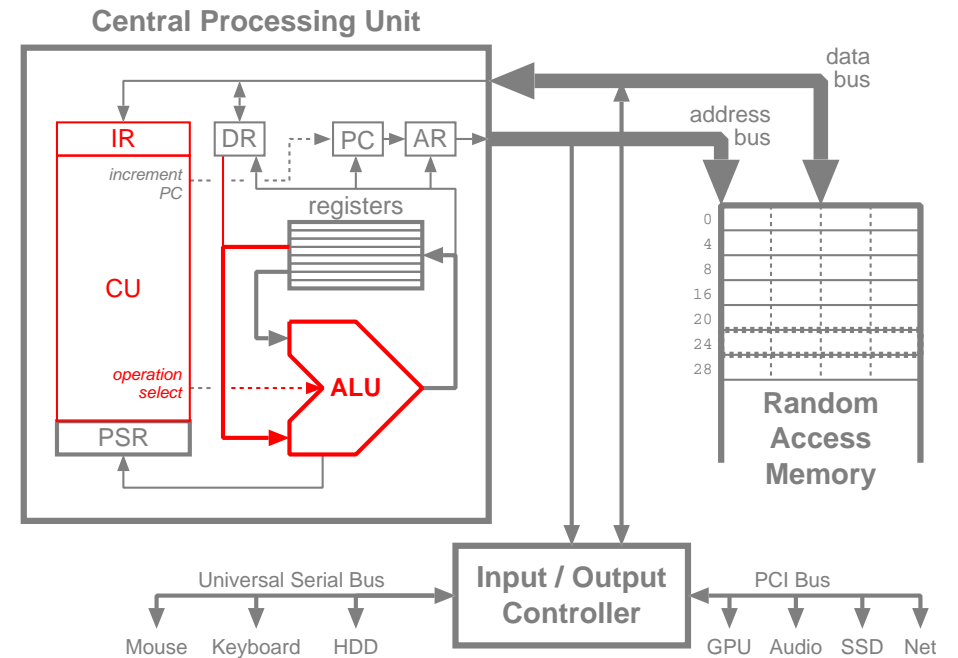 Central Processing Unit
data
bus
address
bus
IR
DR
PC
AR
increment
PC
registers
CU
operation
select
ALU
PSR
0
4
8
16
20
24
28
Random
Access
Memory
Input / Output
Controller
Universal Serial Bus
PCI Bus
Mouse
Keyboard
HDD
GPU
Audio
SSD
Net